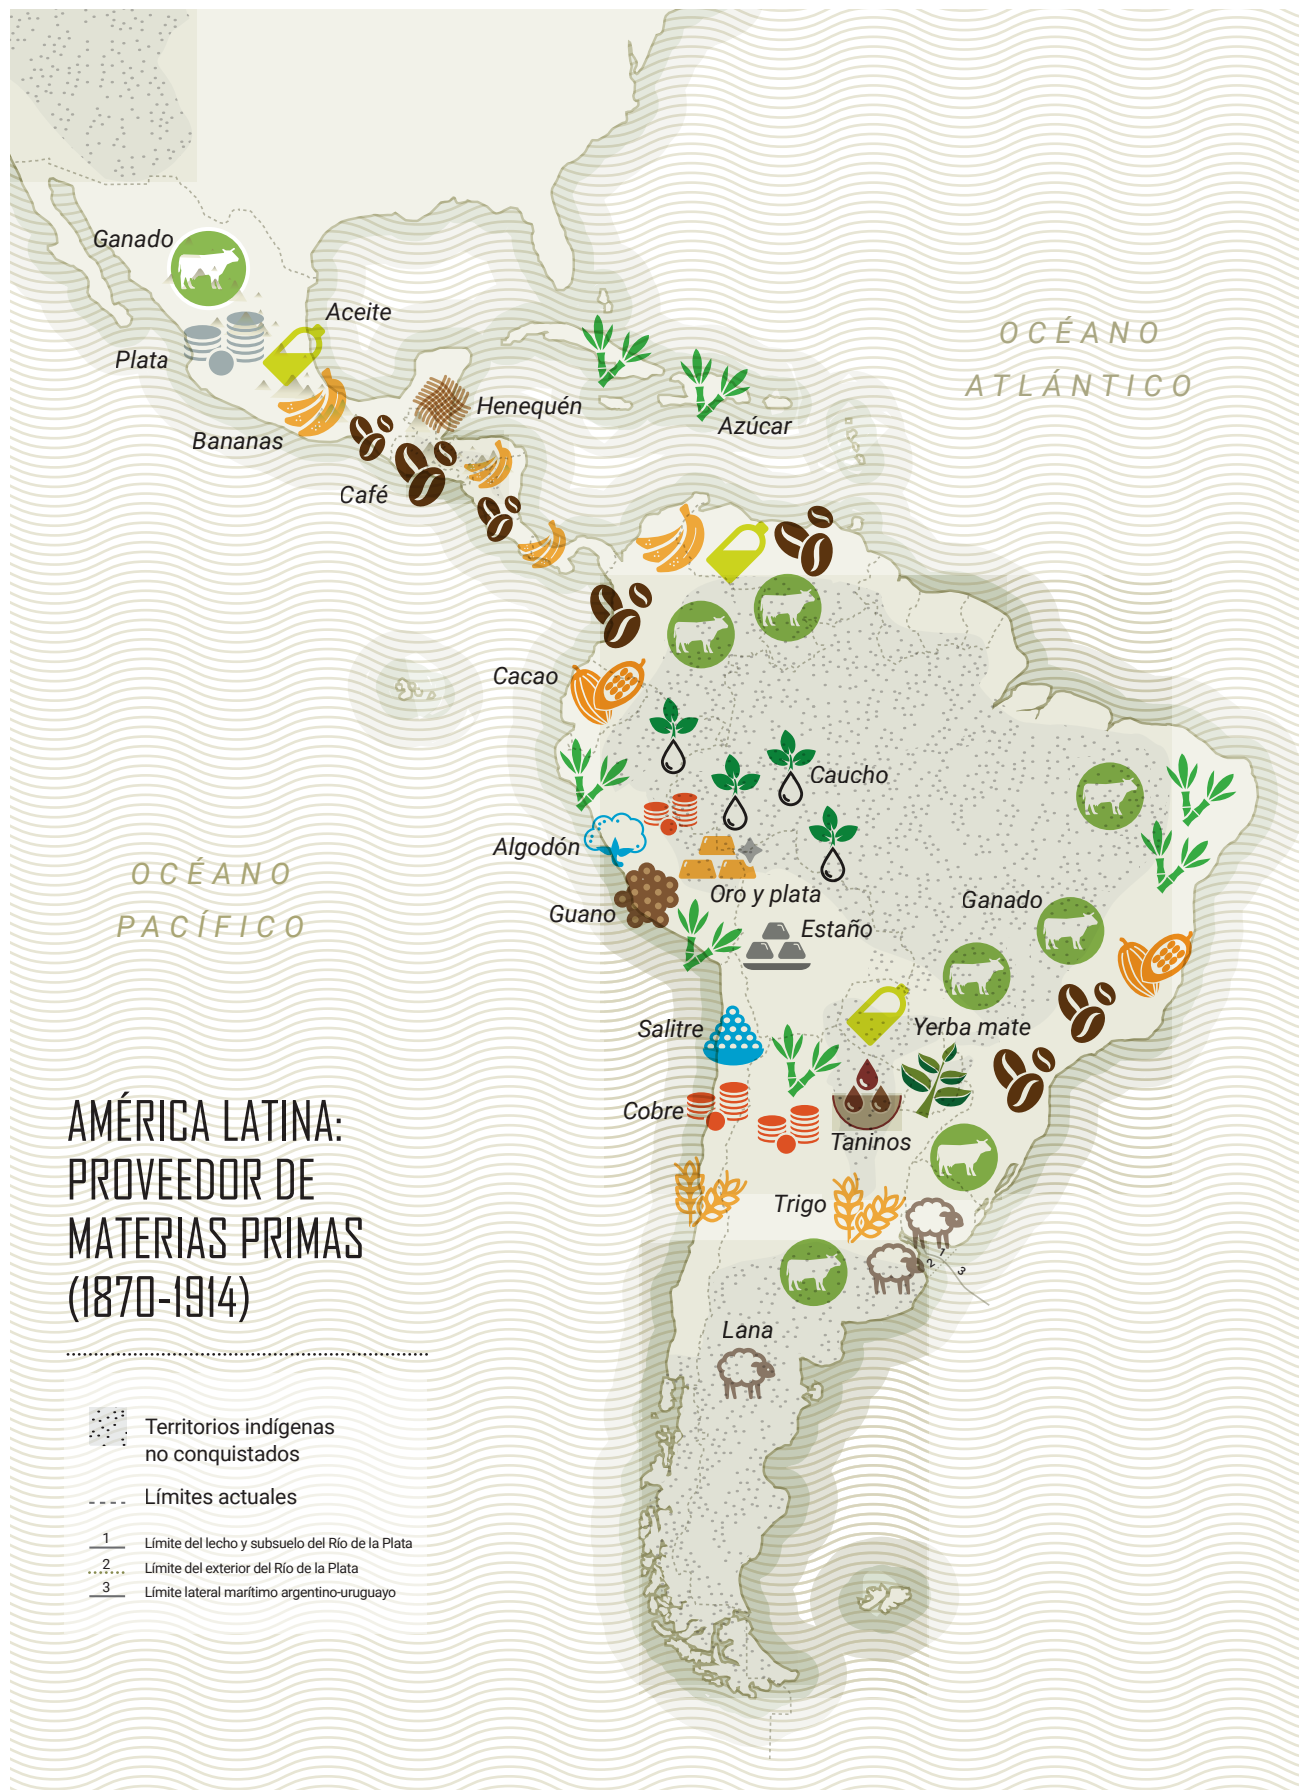 Ganado
Aceite
Plata
Bananas
Henequén
Azúcar
Café
OCÉANO
ATLÁNTICO
Cacao
Caucho
Algodón
Oro y plata
Guano
Estaño
Ganado
OCÉANO
PACÍFICO
Salitre
Yerba mate
Cobre
Taninos
Trigo
1
2
3
Lana
AMÉRICA LATINA:
PROVEEDOR DE
MATERIAS PRIMAS
(1870-1914)
Territorios indígenas
no conquistados
Límites actuales
1 Límite del lecho y subsuelo del Río de la Plata
2 Límite del exterior del Río de la Plata
3 Límite lateral marítimo argentino-uruguayo